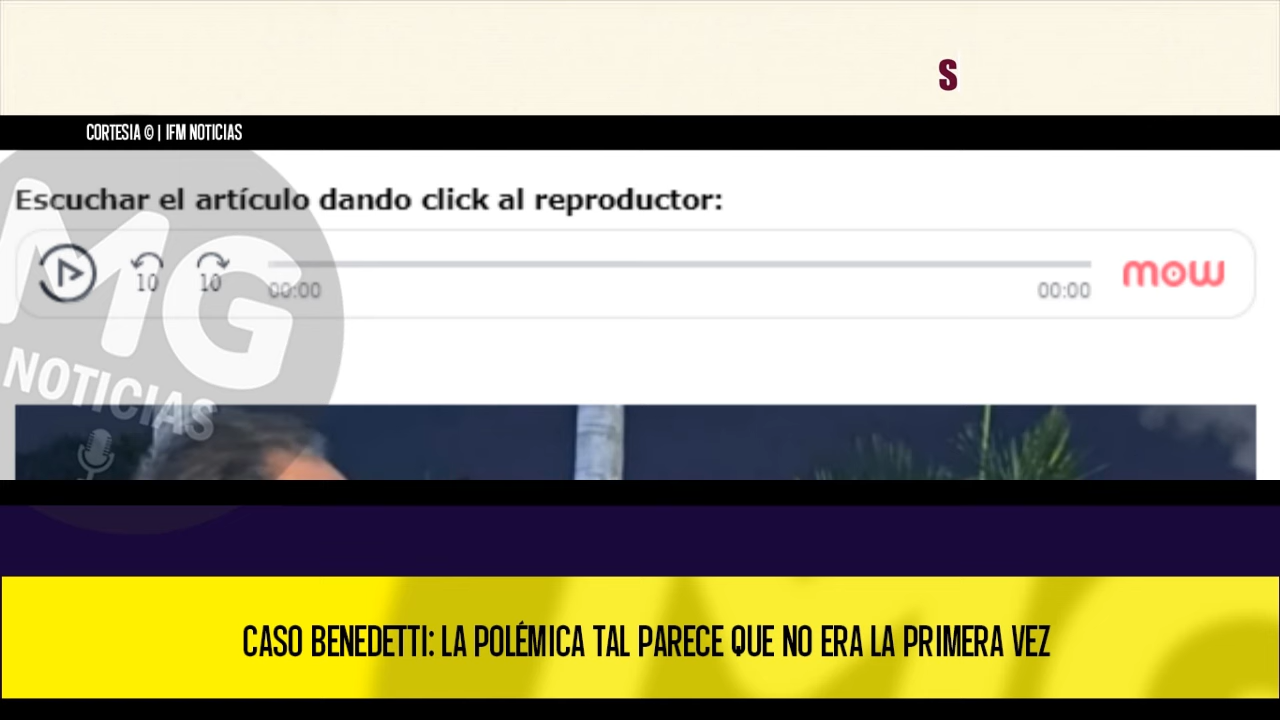 S
CORTESIA © | IFM NOTICIAS
Escuchar el artículo dando click al reproductor:
10 10
00:00 00:00
mow
MG
NOTICIAS
CASO BENEDETTI: LA POLÉMICA TAL PARECE QUE NO ERA LA PRIMERA VEZ